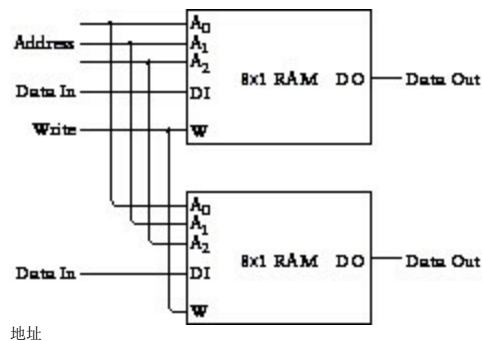 A0
Address A1
A2
8x1 RAM DO Data Out
Data In DI
Write W
A0
A1
A2
8x1 RAM DO Data Out
Data In DI
W
地址